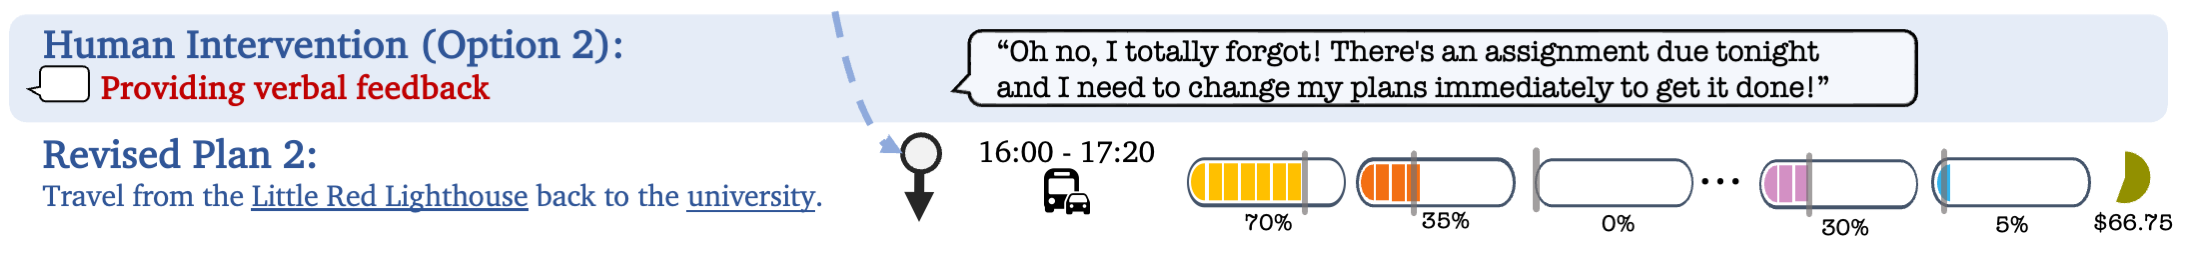 Human Intervention (Option 2):
Providing verbal feedback
“Oh no, I totally forgot! There's an assignment due tonight
and I need to change my plans immediately to get it done!”
Revised Plan 2:
Travel from the Little Red Lighthouse back to the university.
16:00 - 17:20
70%
35%
0%
...
30%
5%
$66.75